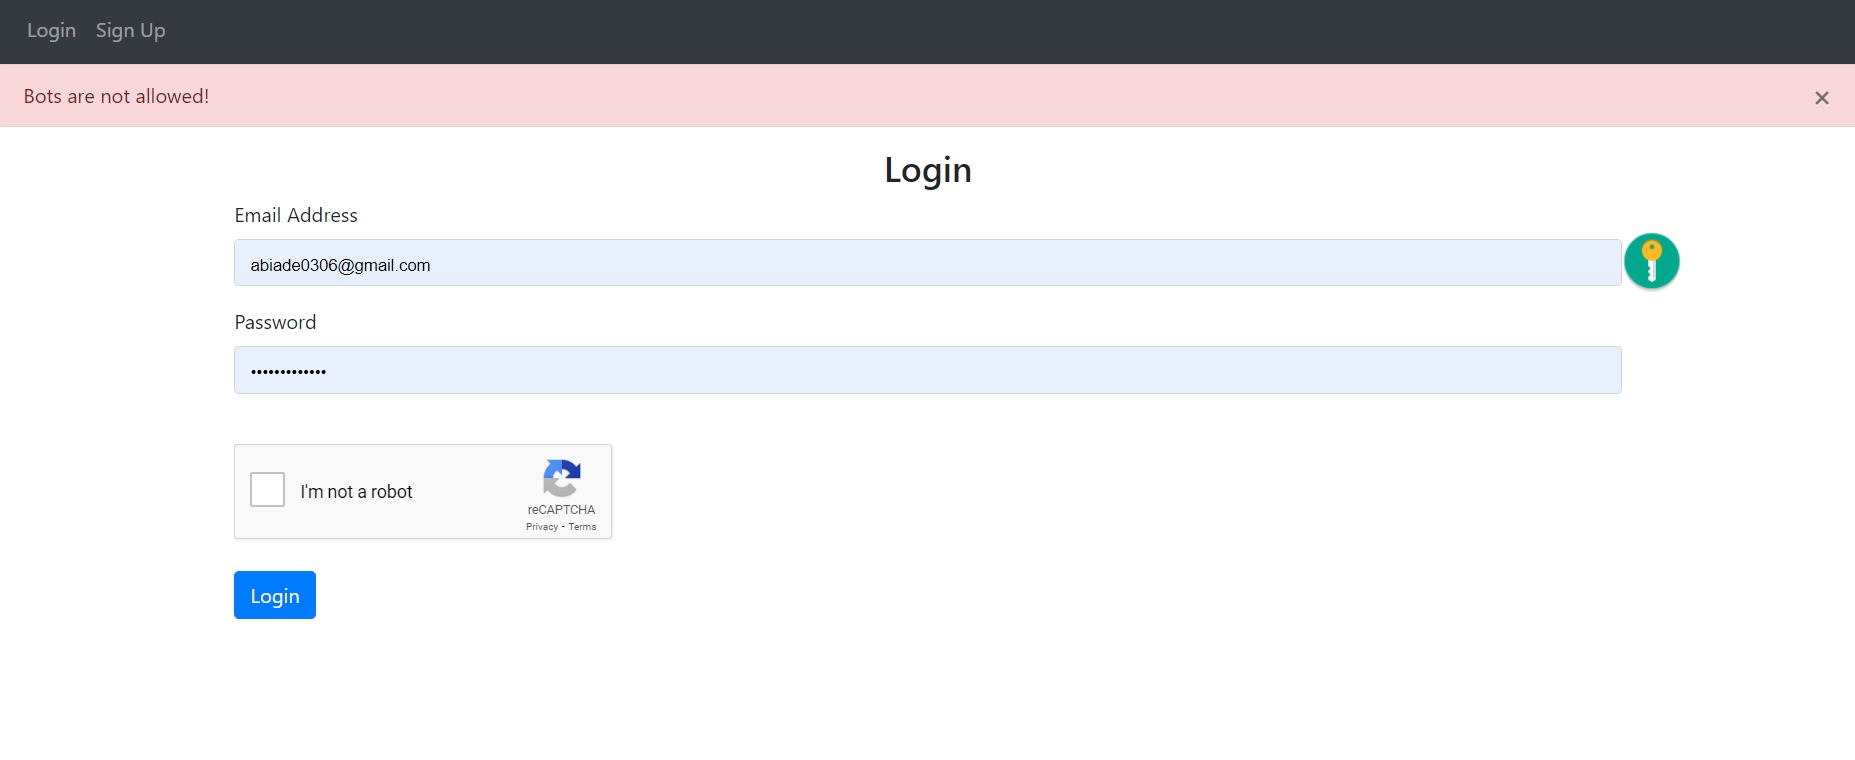 Login Sign Up
Bots are not allowed! ×
Login
Email Address
abiade0306@gmail.com
Password
•••••••••••••
I'm not a robot
reCAPTCHA
Privacy - Terms
Login